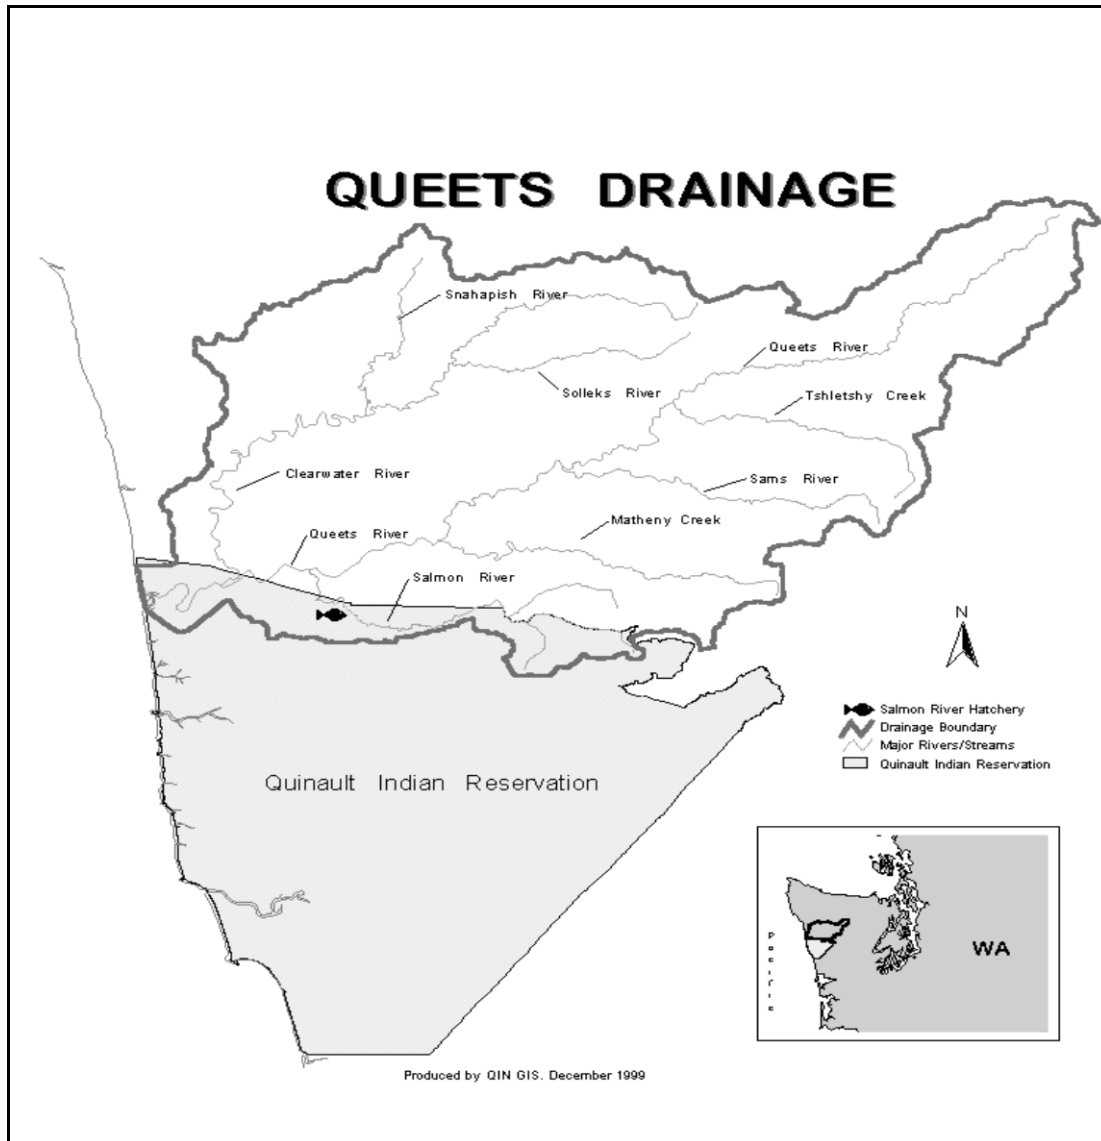 QUEETS DRAINAGE
Snahapish River
Queets River
Solleks River
Tshletshy Creek
Clearwater River
Sams River
Matheny Creek
Queets River
Salmon River
N
Salmon River Hatchery
Drainage Boundary
Major Rivers/Streams
Quinault Indian Reservation
Quinault Indian Reservation
WA
Produced by QIN GIS. December 1999